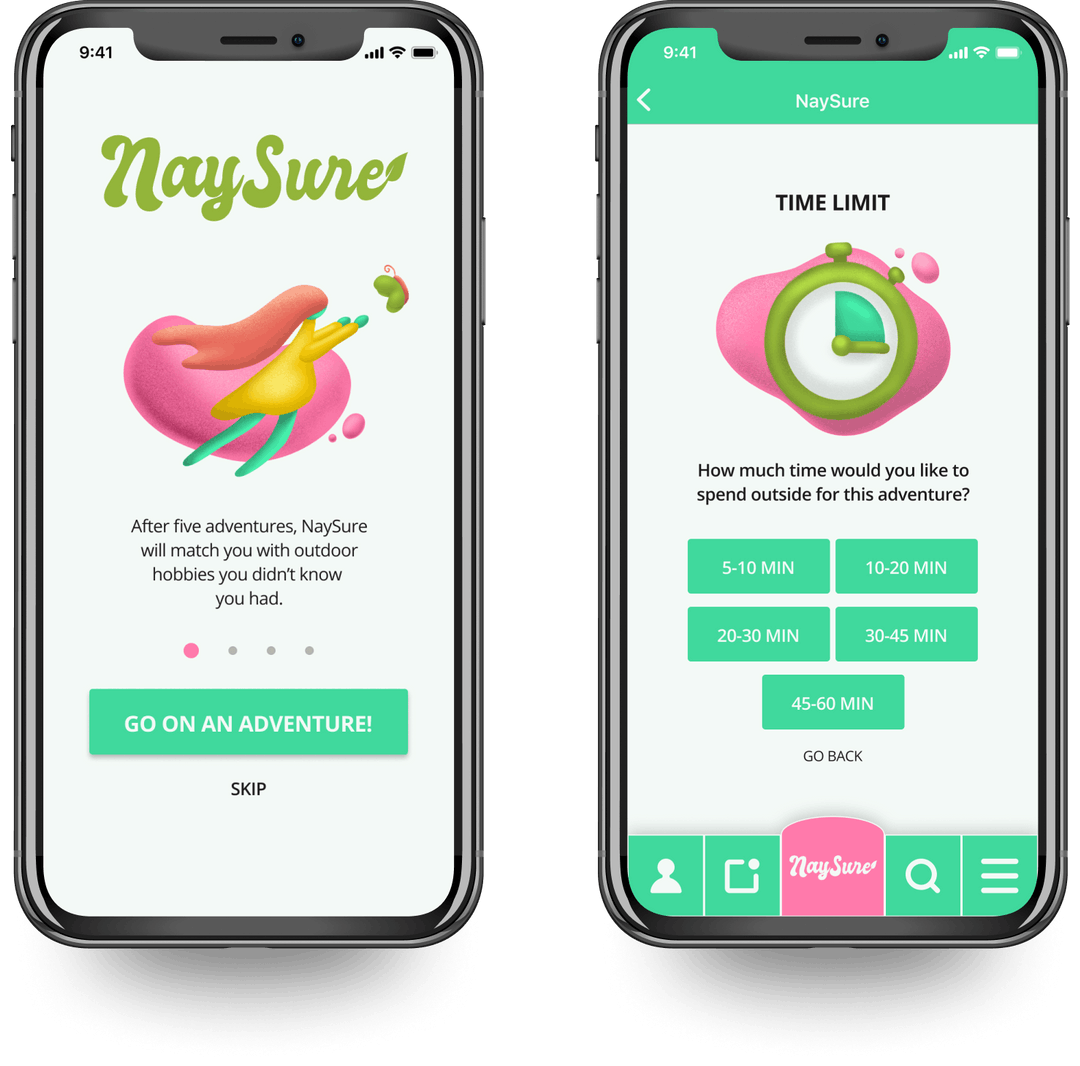 9:41
NaySure
After five adventures, NaySure
will match you with outdoor
hobbies you didn’t know
you had.
GO ON AN ADVENTURE!
SKIP
9:41
NaySure
TIME LIMIT
How much time would you like to
spend outside for this adventure?
5-10 MIN
10-20 MIN
20-30 MIN
30-45 MIN
45-60 MIN
GO BACK
NaySure